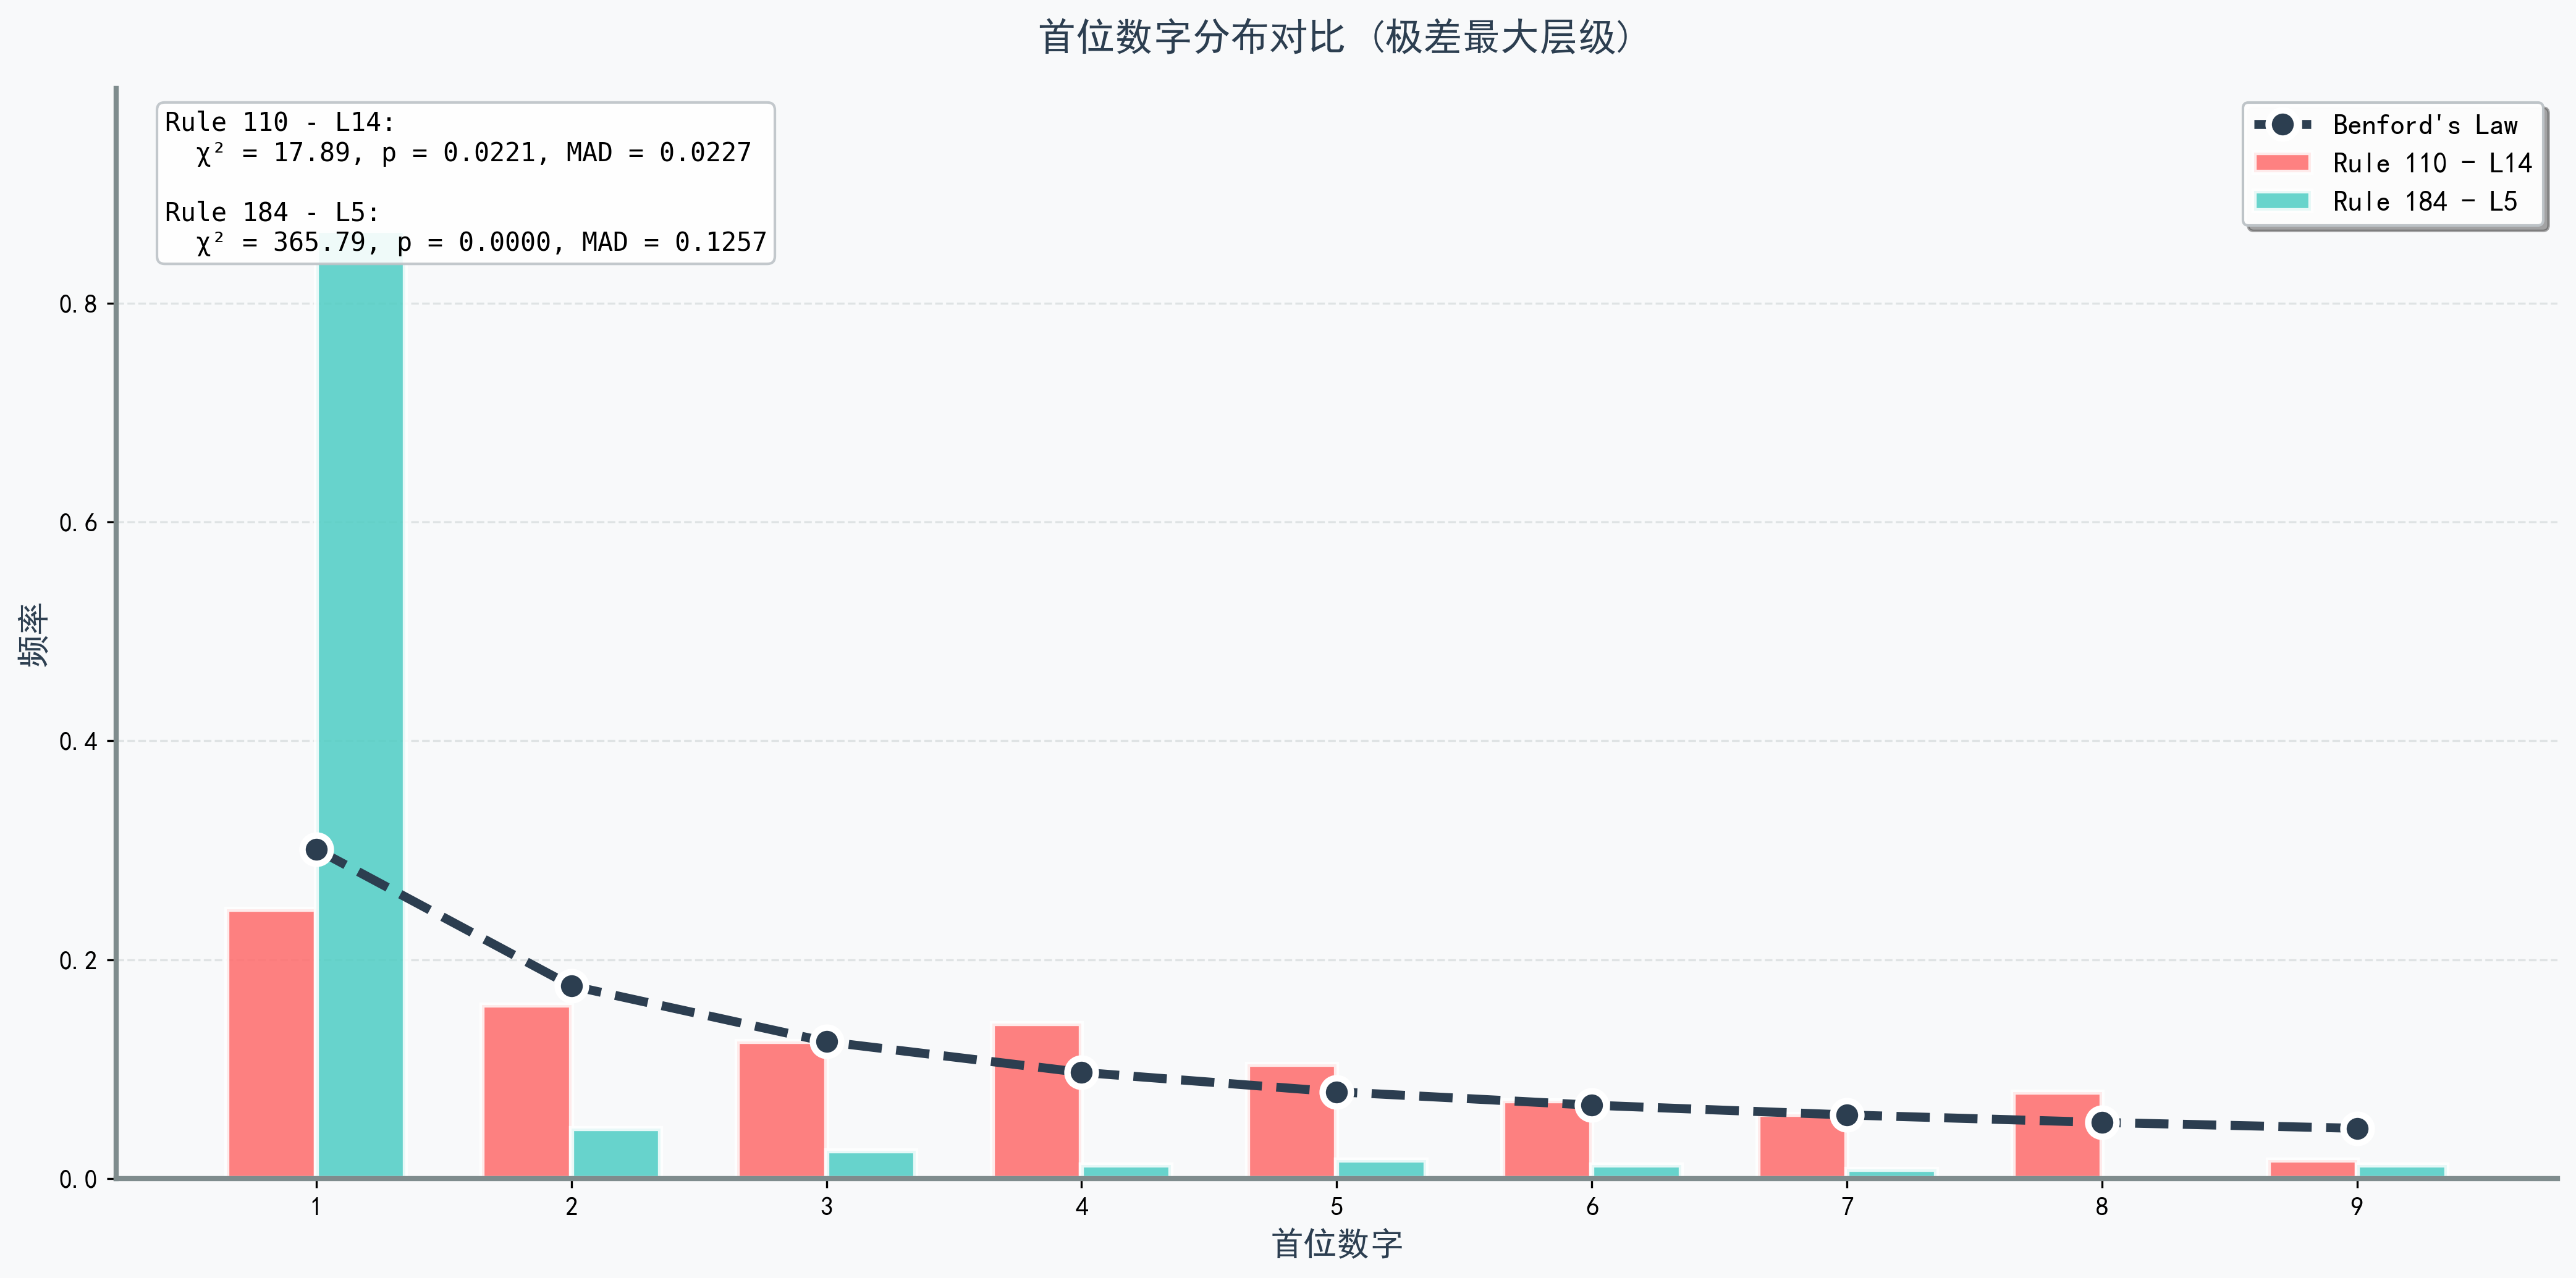 首位数字分布对比 (极差最大层级)
Rule 110 - L14:
χ² = 17.89, p = 0.0221, MAD = 0.0227
Rule 184 - L5:
χ² = 365.79, p = 0.0000, MAD = 0.1257
Benford's Law
Rule 110 - L14
Rule 184 - L5
频率
0.8
0.6
0.4
0.2
0.0
1 2 3 4 5 6 7 8 9
首位数字